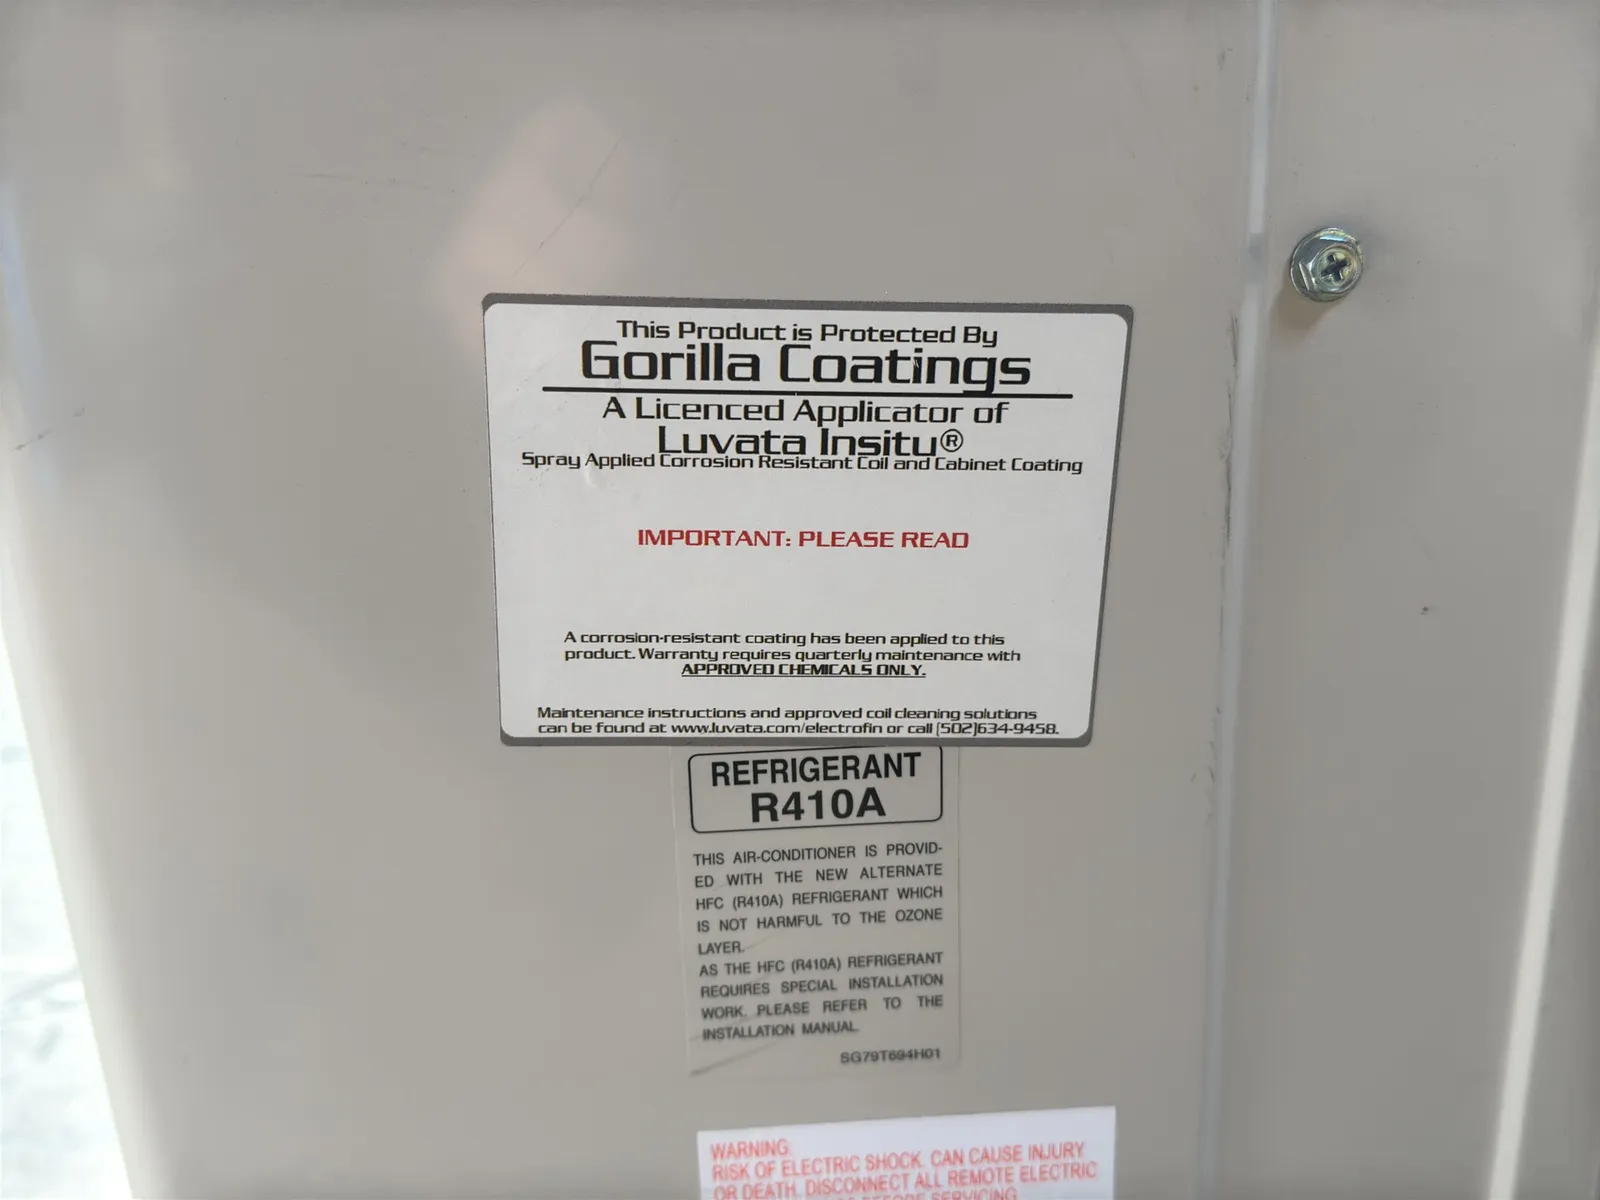 This Product is Protected By
Gorilla Coatings
A Licenced Applicator of
Luvata Insitu®
Spray Applied Corrosion Resistant Coil and Cabinet Coating
IMPORTANT: PLEASE READ
A corrosion-resistant coating has been applied to this
product. Warranty requires quarterly maintenance with
APPROVED CHEMICALS ONLY.
Maintenance instructions and approved coil cleaning solutions
can be found at www.luvata.com/electrofin or call (502)634-9458.
REFRIGERANT
R410A
THIS AIR-CONDITIONER IS PROVID-
ED WITH THE NEW ALTERNATE
HFC (R410A) REFRIGERANT WHICH
IS NOT HARMFUL TO THE OZONE
LAYER.
AS THE HFC (R410A) REFRIGERANT
REQUIRES SPECIAL INSTALLATION
WORK. PLEASE REFER TO THE
INSTALLATION MANUAL.
SG79T694H01
WARNING:
RISK OF ELECTRIC SHOCK. CAN CAUSE INJURY
OR DEATH. DISCONNECT ALL REMOTE ELECTRIC
BEFORE SERVICING